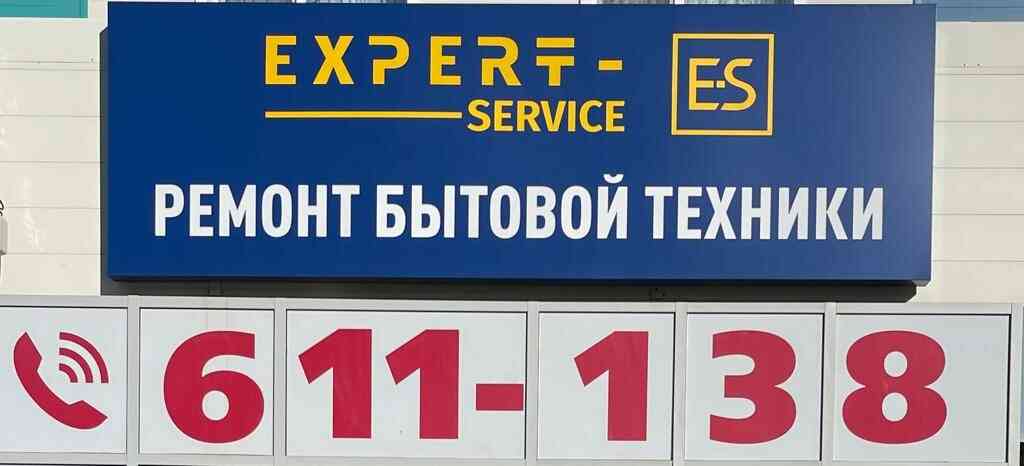 EXPERT-
SERVICE
E-S
РЕМОНТ БЫТОВОЙ ТЕХНИКИ
611-138